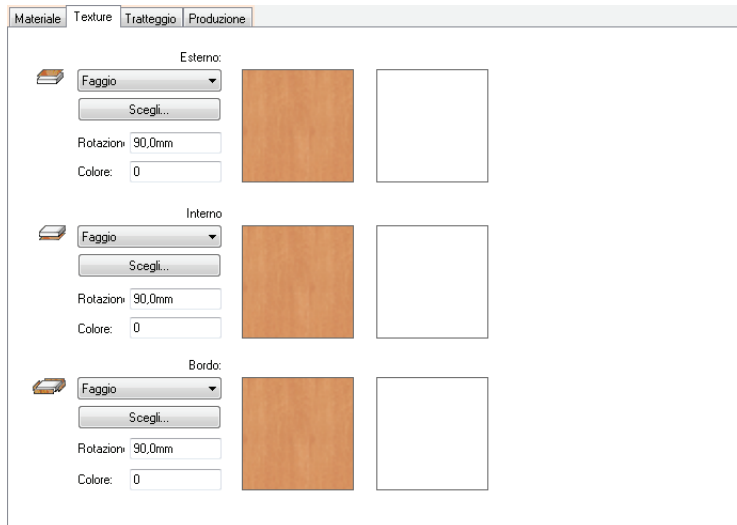 Materiale Texture Tratteggio Produzione
Esterno:
Faggio
Scegli...
Rotazion 90,0mm
Colore: 0
Interno
Faggio
Scegli...
Rotazion 90,0mm
Colore: 0
Bordo:
Faggio
Scegli...
Rotazion 90,0mm
Colore: 0